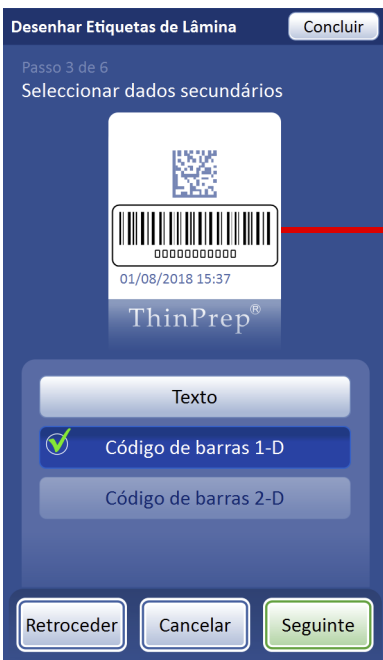 Desenhar Etiquetas de Lâmina
Concluir
Passo 3 de 6
Seleccionar dados secundários
00000000000
01/08/2018 15:37
ThinPrep®
Texto
Código de barras 1-D
Código de barras 2-D
Retroceder
Cancelar
Seguinte